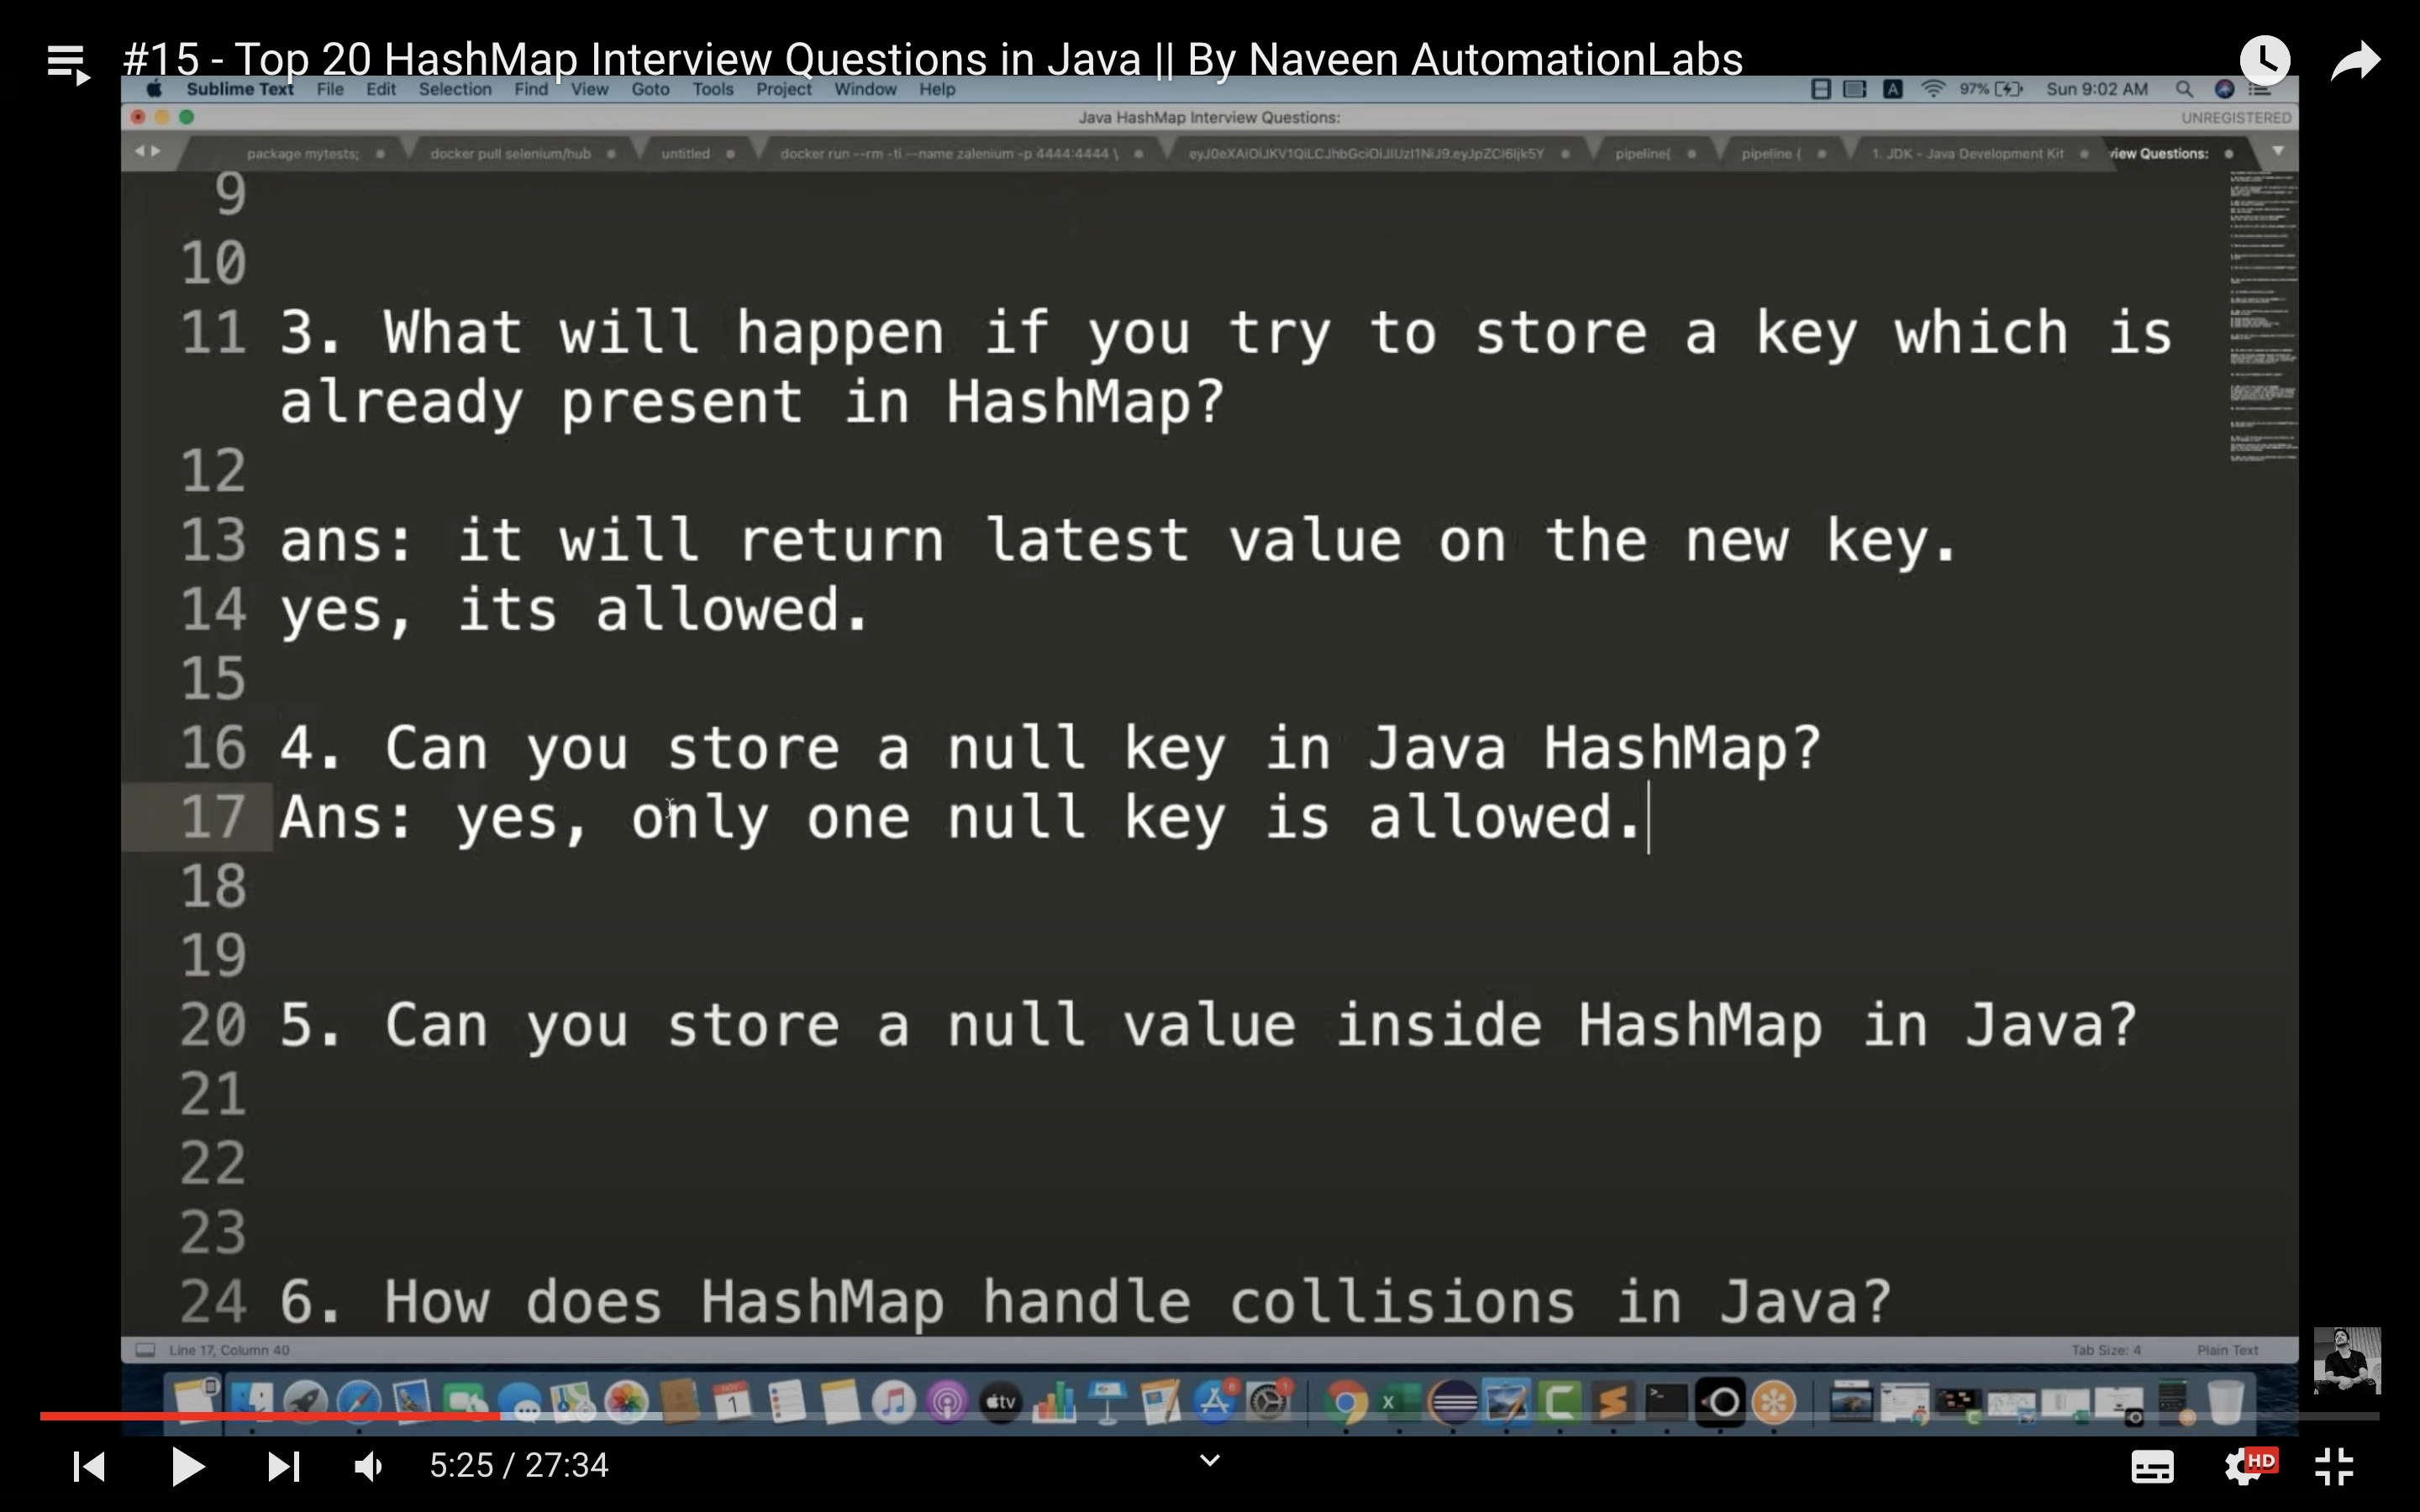 #15 - Top 20 HashMap Interview Questions in Java || By Naveen AutomationLabs
Sublime Text File Edit Selection Find View Goto Tools Project Window Help
A 97% Sun 9:02 AM
Java HashMap Interview Questions: UNREGISTERED
package mytests; docker pull selenium/hub untitled docker run --rm -ti --name zalenium -p 4444:4444 \ pipeline{ pipeline { 1. JDK - Java Development Kit view Questions:
9
10
11 3. What will happen if you try to store a key which is
already present in HashMap?
12
13 ans: it will return latest value on the new key.
14 yes, its allowed.
15
16 4. Can you store a null key in Java HashMap?
17 Ans: yes, only one null key is allowed.
18
19
20 5. Can you store a null value inside HashMap in Java?
21
22
23
24 6. How does HashMap handle collisions in Java?
Line 17, Column 40 Tab Size: 4 Plain Text
NOV
1
tv
5:25 / 27:34
HD